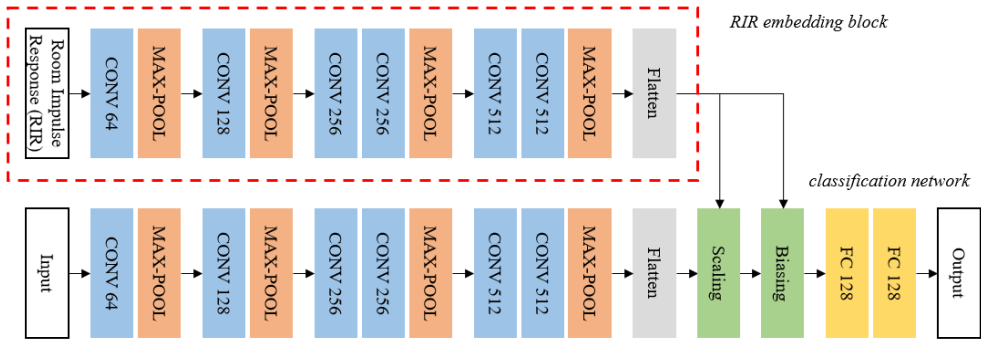 RIR embedding block
Room Impulse
Response (RIR)
CONV 64
MAX-POOL
CONV 128
MAX-POOL
CONV 256
CONV 256
MAX-POOL
CONV 512
CONV 512
MAX-POOL
Flatten
classification network
Input
CONV 64
MAX-POOL
CONV 128
MAX-POOL
CONV 256
CONV 256
MAX-POOL
CONV 512
CONV 512
MAX-POOL
Flatten
Scaling
Biasing
FC 128
FC 128
Output